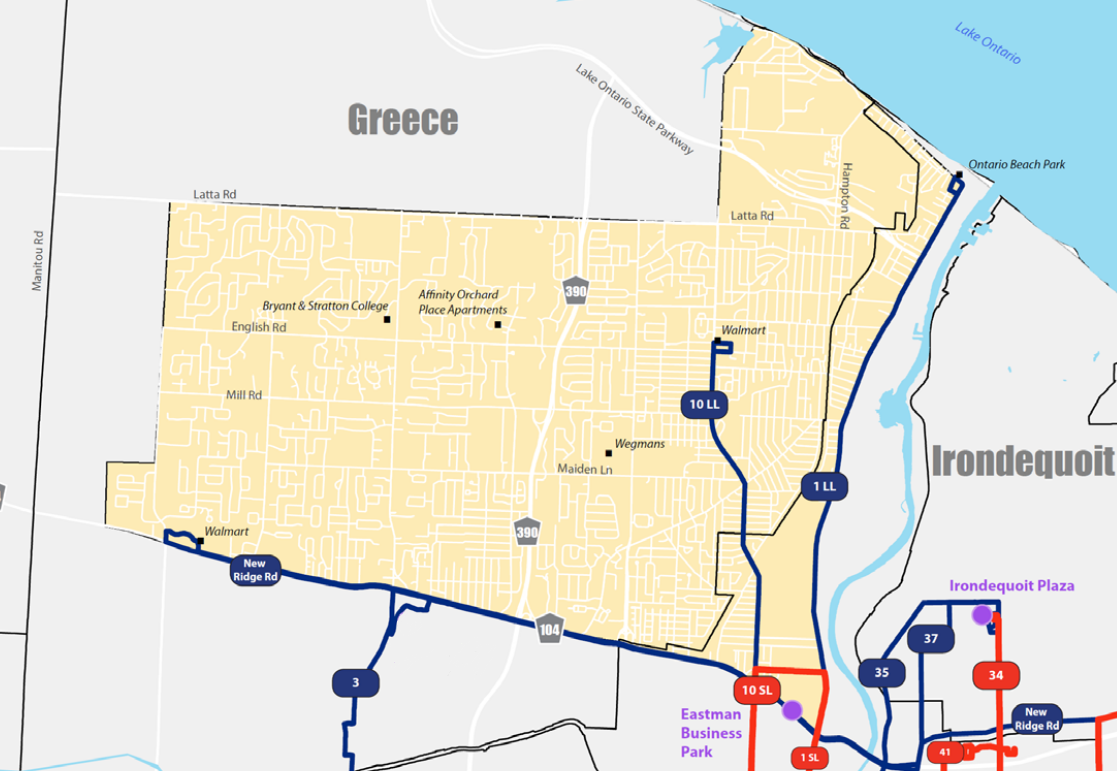 Lake Ontario
Lake Ontario State Parkway
Greece
Ontario Beach Park
Hampton Rd
Latta Rd
Latta Rd
Manitou Rd
390
Affinity Orchard
Place Apartments
Bryant & Stratton College
English Rd
Walmart
Mill Rd
10 LL
Wegmans
Maiden Ln
Irondequoit
1 LL
390
Walmart
New
Ridge Rd
104
Irondequoit Plaza
37
35
34
3
10 SL
Eastman
Business
Park
New
Ridge Rd
41
1 SL